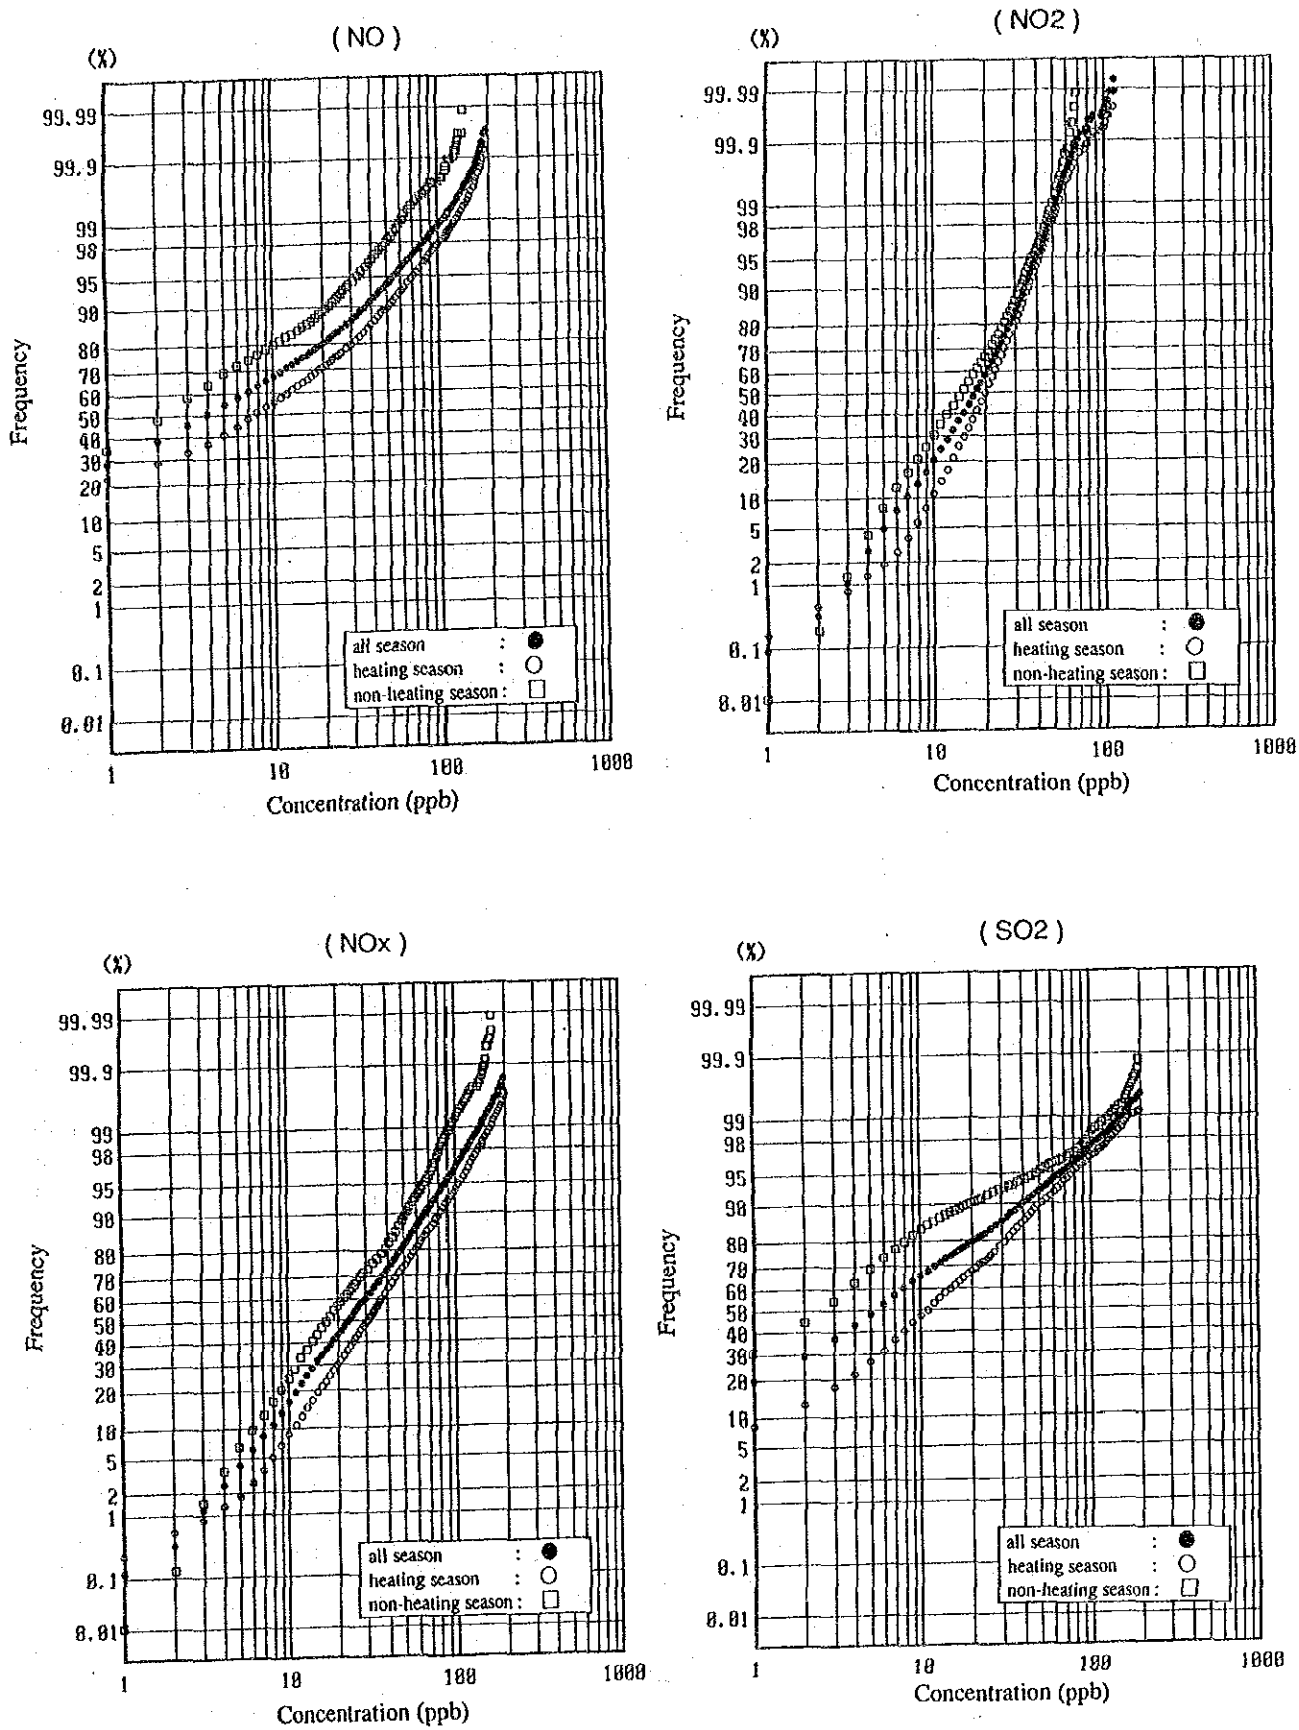 ( NO )
(%)
99.99
99.9
99
98
95
90
80
70
60
50
40
30
20
10
5
2
1
0.1
0.01
Frequency
all season : ●
heating season : ○
non-heating season : □
1 10 100 1000
Concentration (ppb)
( NO2 )
(%)
99.99
99.9
99
98
95
90
80
70
60
50
40
30
20
10
5
2
1
0.1
0.01
Frequency
all season : ●
heating season : ○
non-heating season : □
1 10 100 1000
Concentration (ppb)
( NOx )
(%)
99.99
99.9
99
98
95
90
80
70
60
50
40
30
20
10
5
2
1
0.1
0.01
Frequency
all season : ●
heating season : ○
non-heating season : □
1 10 100 1000
Concentration (ppb)
( SO2 )
(%)
99.99
99.9
99
98
95
90
80
70
60
50
40
30
20
10
5
2
1
0.1
0.01
Frequency
all season : ●
heating season : ○
non-heating season : □
1 10 100 1000
Concentration (ppb)